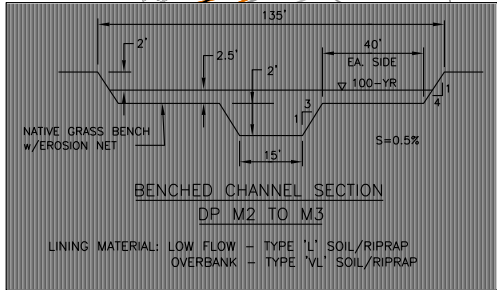 135'
2'
2.5'
2'
40'
EA. SIDE
100-YR
1
4
3
1
NATIVE GRASS BENCH
w/EROSION NET
S=0.5%
15'
BENCHED CHANNEL SECTION
DP M2 TO M3
LINING MATERIAL: LOW FLOW - TYPE 'L' SOIL/RIPRAP
OVERBANK - TYPE 'VL' SOIL/RIPRAP